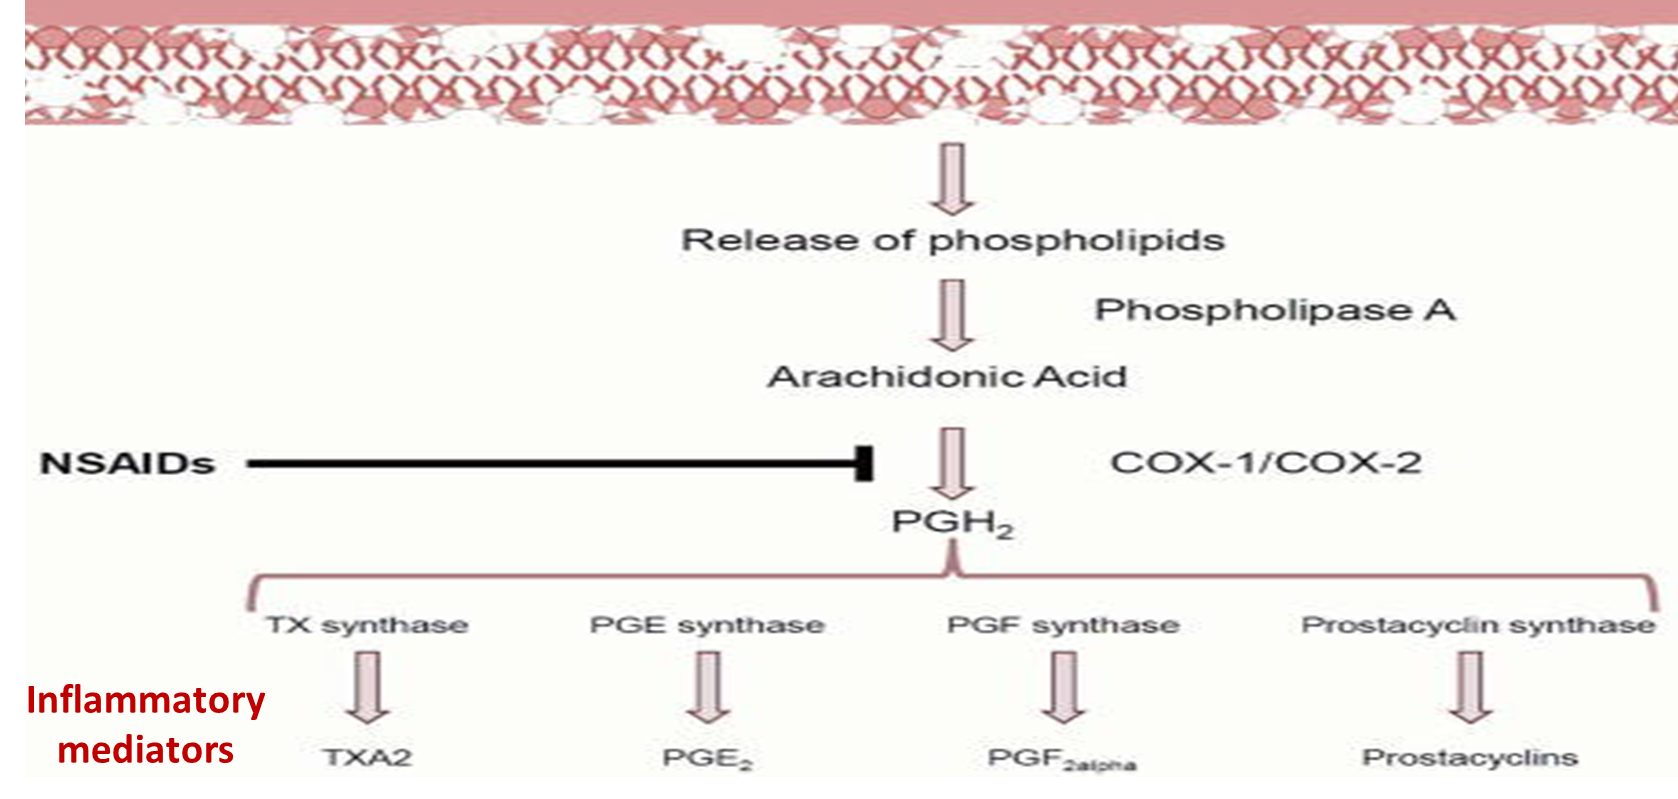 Release of phospholipids
Phospholipase A
Arachidonic Acid
NSAIDs
COX-1/COX-2
PGH₂
TX synthase
PGE synthase
PGF synthase
Prostacyclin synthase
Inflammatory
mediators
TXA2
PGE₂
PGF₂alpha
Prostacyclins